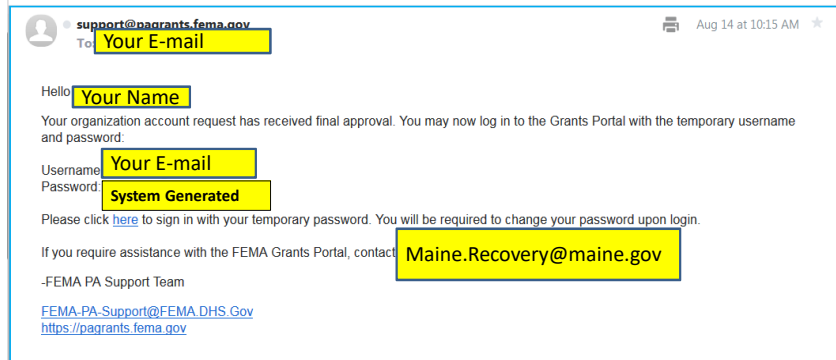 support@pagrants.fema.gov
Aug 14 at 10:15 AM
To: Your E-mail
Hello Your Name
Your organization account request has received final approval. You may now log in to the Grants Portal with the temporary username
and password:
Username Your E-mail
Password: System Generated
Please click here to sign in with your temporary password. You will be required to change your password upon login.
If you require assistance with the FEMA Grants Portal, contact Maine.Recovery@maine.gov
-FEMA PA Support Team
FEMA-PA-Support@FEMA.DHS.Gov
https://pagrants.fema.gov